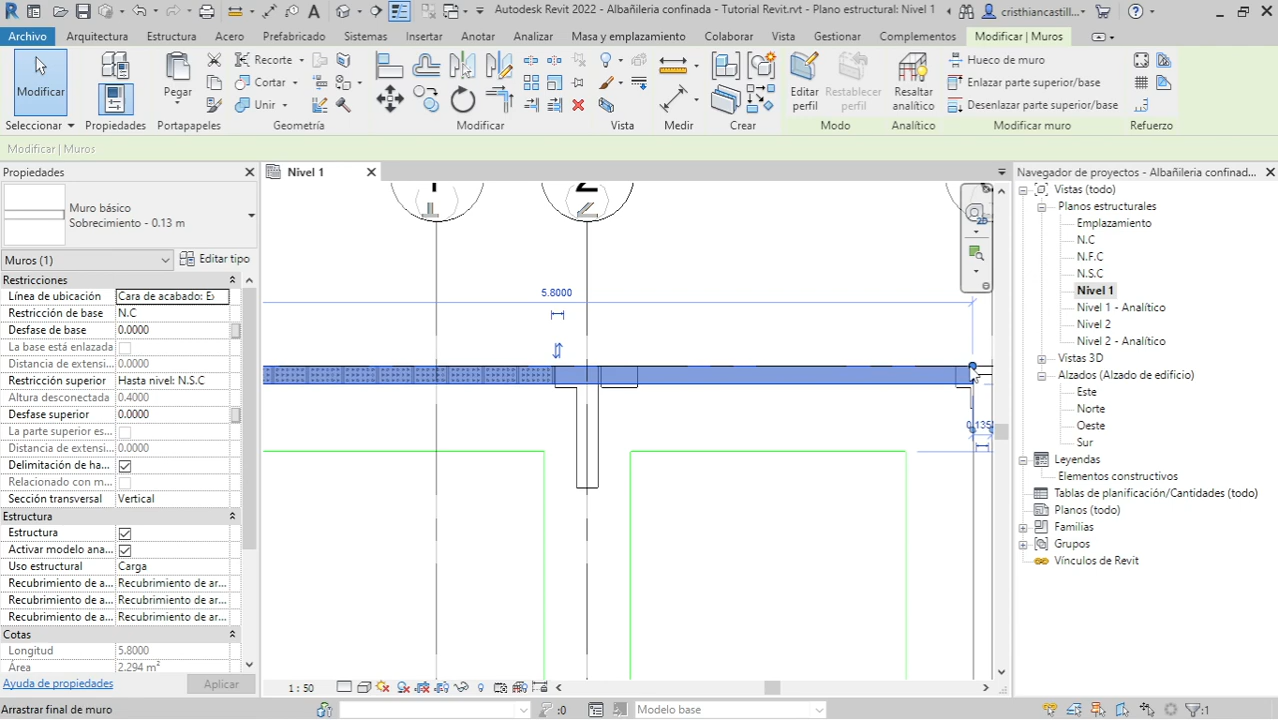 Autodesk Revit 2022 - Albañileria confinada - Tutorial Revit.rvt - Plano estructural: Nivel 1
cristhiancastill...
Archivo Arquitectura Estructura Acero Prefabricado Sistemas Insertar Anotar Analizar Masa y emplazamiento Colaborar Vista Gestionar Complementos Modificar | Muros
Modificar
Pegar
Recorte
Cortar
Unir
Editar perfil
Restablecer perfil
Resaltar analítico
Hueco de muro
Enlazar parte superior/base
Desenlazar parte superior/base
Seleccionar Propiedades Portapapeles Geometría Modificar Vista Medir Crear Modo Analítico Modificar muro Refuerzo
Modificar | Muros
Propiedades
Muro básico
Sobrecimiento - 0.13 m
Muros (1) Editar tipo
Restricciones
Línea de ubicación Cara de acabado: Ex
Restricción de base N.C
Desfase de base 0.0000
La base está enlazada
Distancia de extensi...
Restricción superior Hasta nivel: N.S.C
Altura desconectada 0.4000
Desfase superior 0.0000
La parte superior es...
Distancia de extensi... 0.0000
Delimitación de ha...
Relacionado con m...
Sección transversal Vertical
Estructura
Estructura
Activar modelo ana...
Uso estructural Carga
Recubrimiento de a... Recubrimiento de ar...
Recubrimiento de a... Recubrimiento de ar...
Recubrimiento de a... Recubrimiento de ar...
Cotas
Longitud 5.8000
Área 2.294 m²
Ayuda de propiedades Aplicar
Nivel 1
5.8000
0.135
1 : 50
Navegador de proyectos - Albañileria confinada...
Vistas (todo)
Planos estructurales
Emplazamiento
N.C
N.F.C
N.S.C
Nivel 1
Nivel 1 - Analítico
Nivel 2
Nivel 2 - Analítico
Vistas 3D
Alzados (Alzado de edificio)
Este
Norte
Oeste
Sur
Leyendas
Elementos constructivos
Tablas de planificación/Cantidades (todo)
Planos (todo)
Familias
Grupos
Vínculos de Revit
Arrastrar final de muro
:0
Modelo base
:1